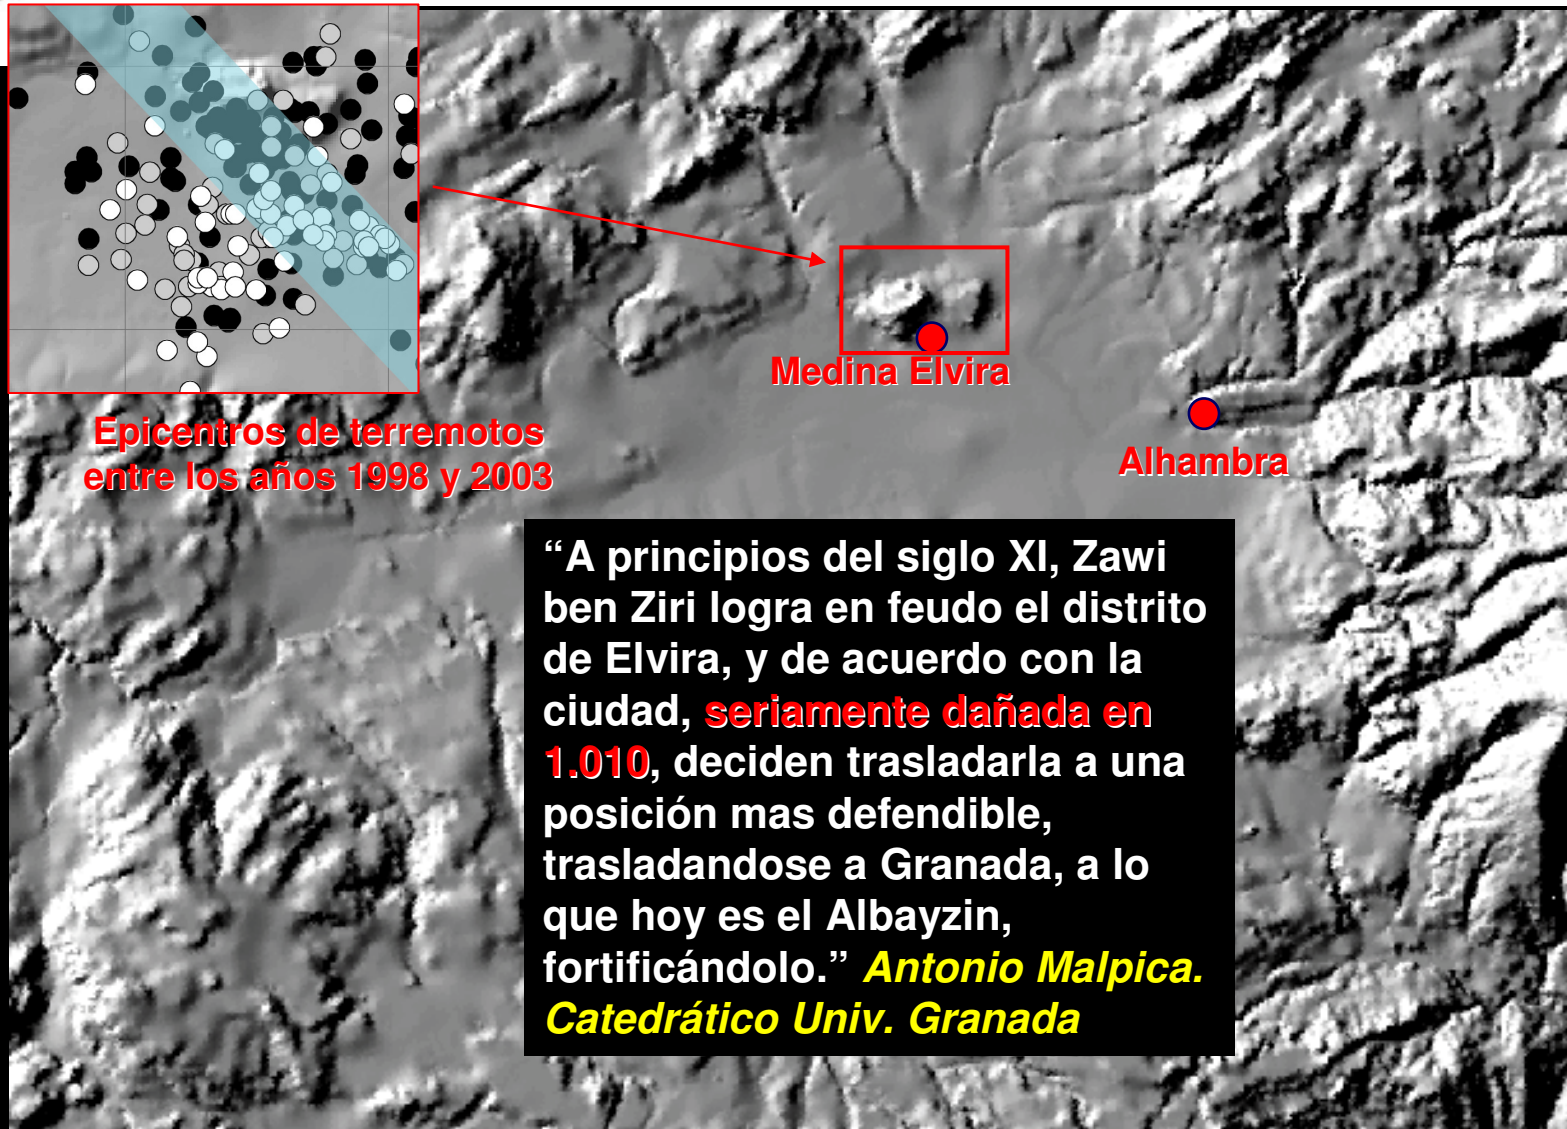 Medina Elvira
Epicentros de terremotos
entre los años 1998 y 2003
Alhambra
“A principios del siglo XI, Zawi
ben Ziri logra en feudo el distrito
de Elvira, y de acuerdo con la
ciudad, seriamente dañada en
1.010, deciden trasladarla a una
posición mas defendible,
trasladandose a Granada, a lo
que hoy es el Albayzin,
fortificándolo.” Antonio Malpica.
Catedrático Univ. Granada